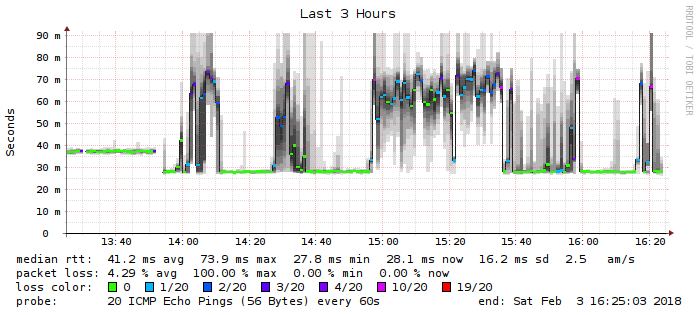 Last 3 Hours
RRDTOOL / TOBI OETIKER
Seconds
90 m
80 m
70 m
60 m
50 m
40 m
30 m
20 m
10 m
0
13:40 14:00 14:20 14:40 15:00 15:20 15:40 16:00 16:20
median rtt: 41.2 ms avg 73.9 ms max 27.8 ms min 28.1 ms now 16.2 ms sd 2.5 am/s
packet loss: 4.29 % avg 100.00 % max 0.00 % min 0.00 % now
loss color: 0 1/20 2/20 3/20 4/20 10/20 19/20
probe: 20 ICMP Echo Pings (56 Bytes) every 60s end: Sat Feb 3 16:25:03 2018